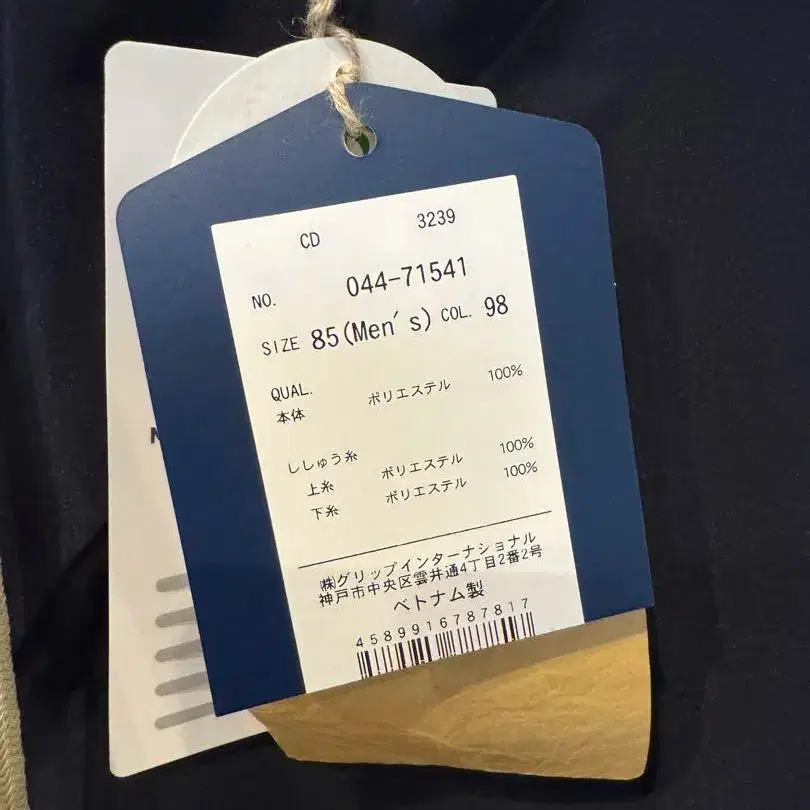 CD 3239
NO. 044-71541
SIZE 85(Men's) COL. 98
QUAL.
本体 ポリエステル 100%
ししゅう糸
上糸 ポリエステル 100%
下糸 ポリエステル 100%
㈱グリップインターナショナル
神戸市中央区雲井通4丁目2番2号
ベトナム製
4589916787817